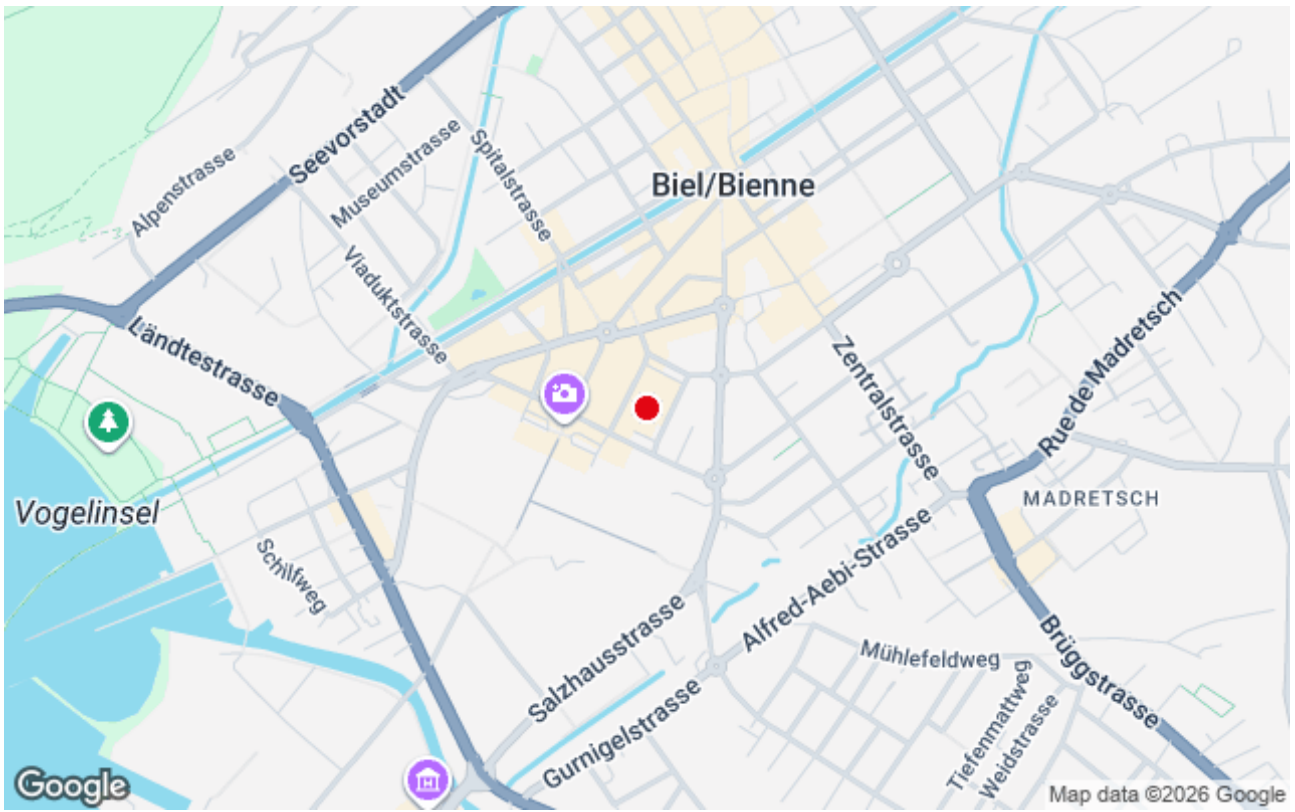 Seevorstadt
Museumstrasse
Spitalstrasse
Alpenstrasse
Biel/Bienne
Viaduktstrasse
Ländtestrasse
Zentralstrasse
Rue de Madretsch
Vogelinsel
MADRETSCH
Schilfweg
Alfred-Aebi-Strasse
Salzhausstrasse
Mühlefeldweg
Brüggstrasse
Gurnigelstrasse
Tiefenmattweg
Weidstrasse
Google
Map data ©2026 Google